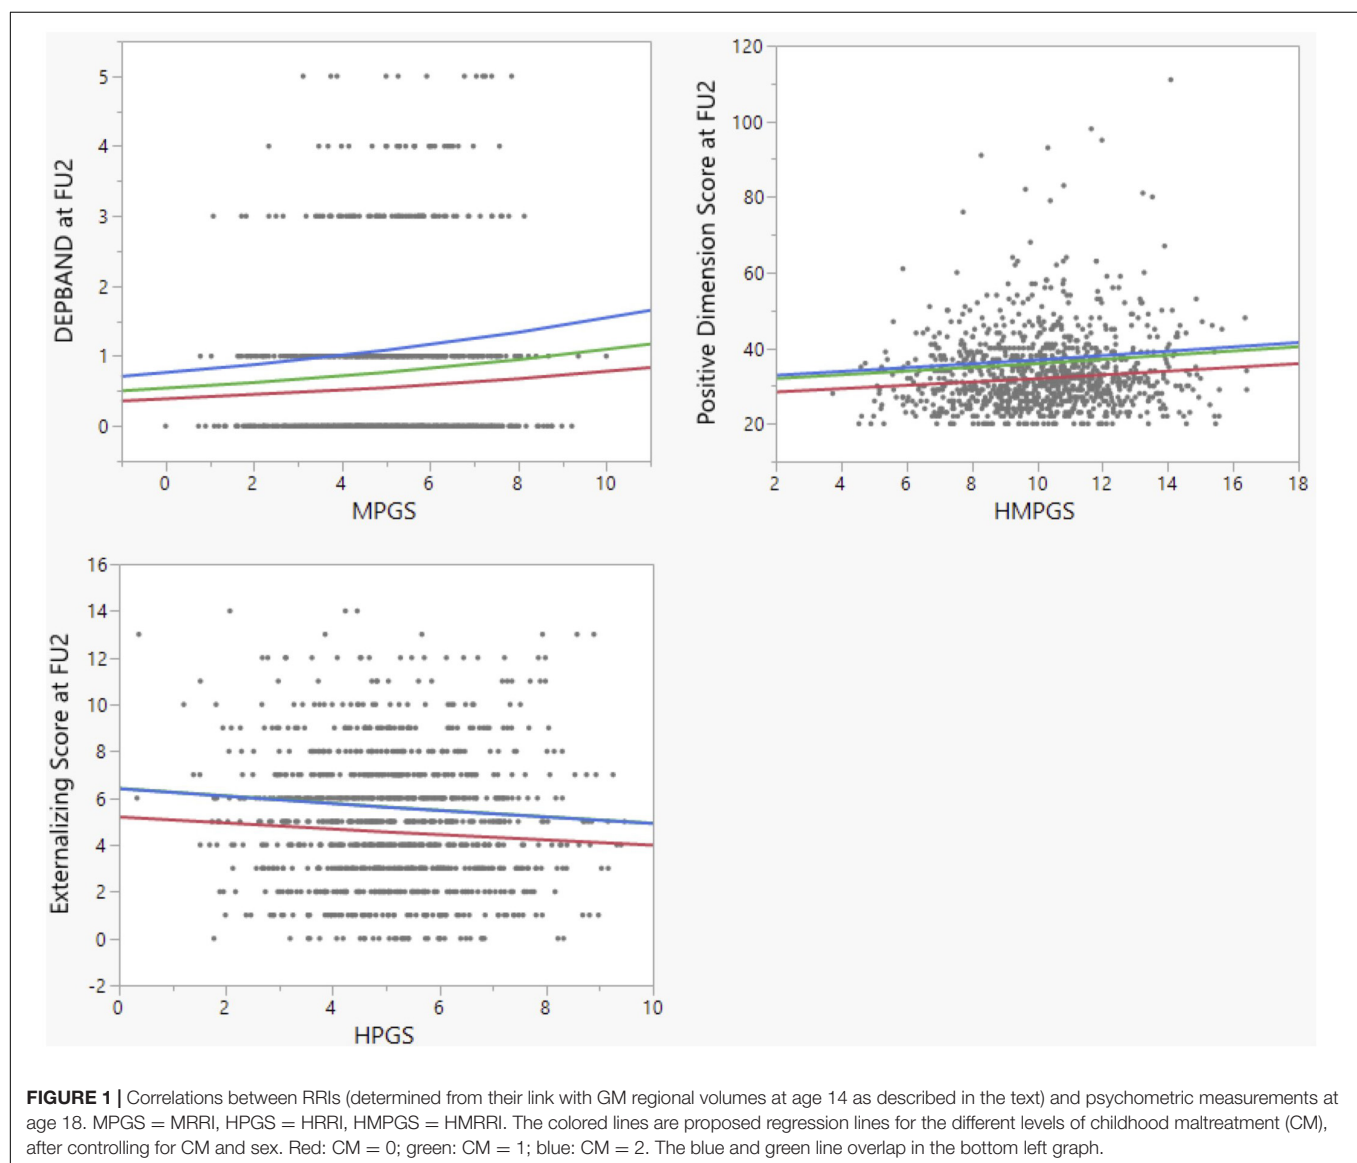 5
4
3
2
1
0
DEPBAND at FU2
0 2 4 6 8 10
MPGS
120
100
80
60
40
20
Positive Dimension Score at FU2
2 4 6 8 10 12 14 16 18
HMPGS
16
14
12
10
8
6
4
2
0
-2
Externalizing Score at FU2
0 2 4 6 8 10
HPGS
FIGURE 1 | Correlations between RRIs (determined from their link with GM regional volumes at age 14 as described in the text) and psychometric measurements at
age 18. MPGS = MRRI, HPGS = HRRI, HMPGS = HMRRI. The colored lines are proposed regression lines for the different levels of childhood maltreatment (CM),
after controlling for CM and sex. Red: CM = 0; green: CM = 1; blue: CM = 2. The blue and green line overlap in the bottom left graph.